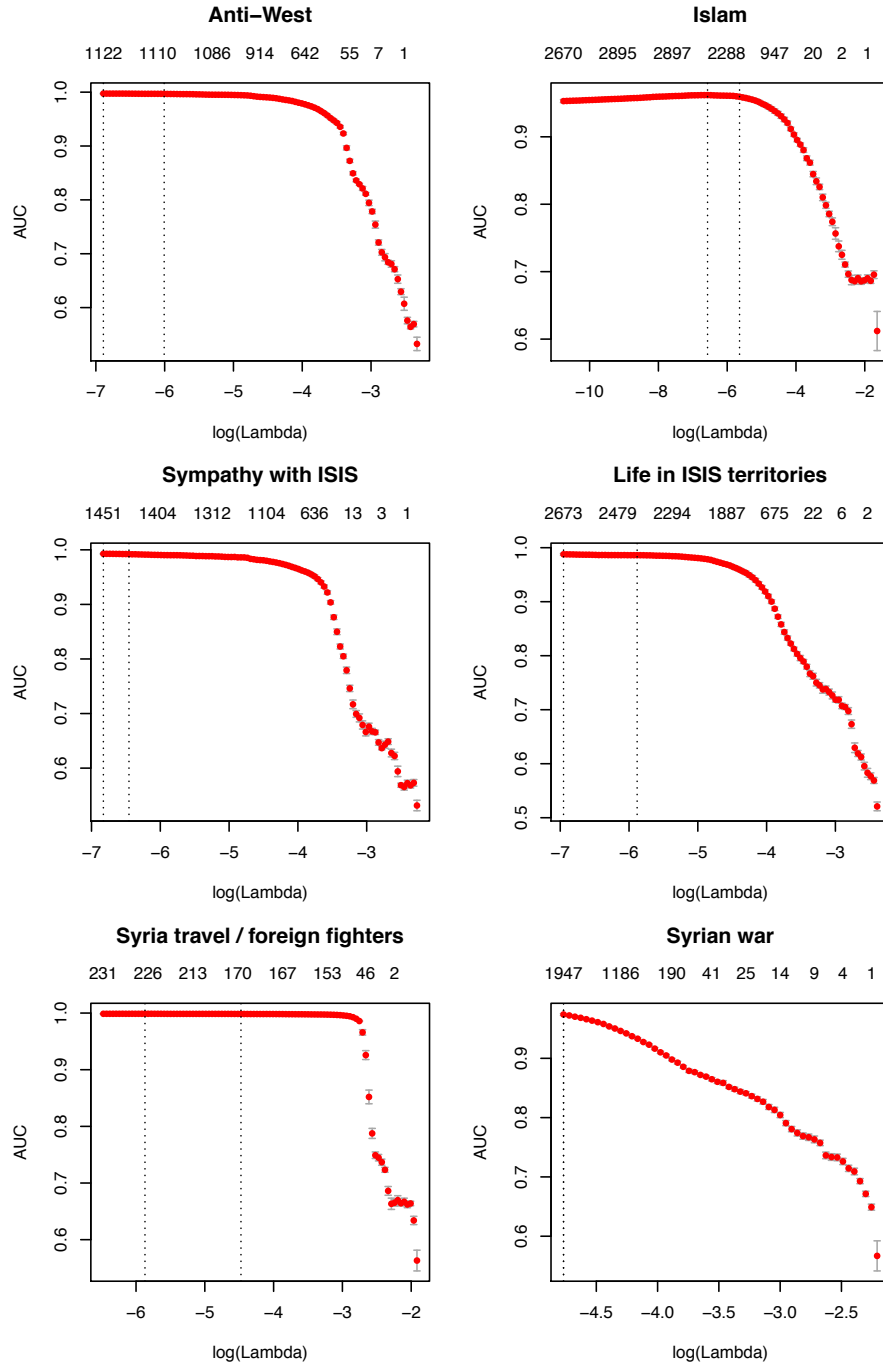 Anti−West
1122 1110 1086 914 642 55 7 1
AUC
1.0
0.9
0.8
0.7
0.6
−7 −6 −5 −4 −3
log(Lambda)
Islam
2670 2895 2897 2288 947 20 2 1
AUC
0.9
0.8
0.7
0.6
−10 −8 −6 −4 −2
log(Lambda)
Sympathy with ISIS
1451 1404 1312 1104 636 13 3 1
AUC
1.0
0.9
0.8
0.7
0.6
−7 −6 −5 −4 −3
log(Lambda)
Life in ISIS territories
2673 2479 2294 1887 675 22 6 2
AUC
1.0
0.9
0.8
0.7
0.6
0.5
−7 −6 −5 −4 −3
log(Lambda)
Syria travel / foreign fighters
231 226 213 170 167 153 46 2
AUC
1.0
0.9
0.8
0.7
0.6
−6 −5 −4 −3 −2
log(Lambda)
Syrian war
1947 1186 190 41 25 14 9 4 1
AUC
0.9
0.8
0.7
0.6
−4.5 −4.0 −3.5 −3.0 −2.5
log(Lambda)